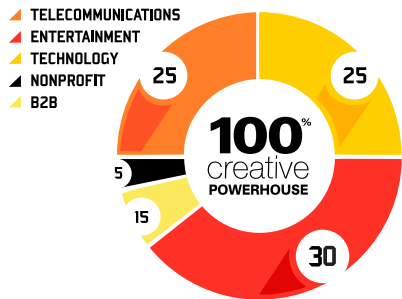 TELECOMMUNICATIONS
ENTERTAINMENT
TECHNOLOGY
NONPROFIT
B2B
25
25
5
15
30
100%
creative
POWERHOUSE